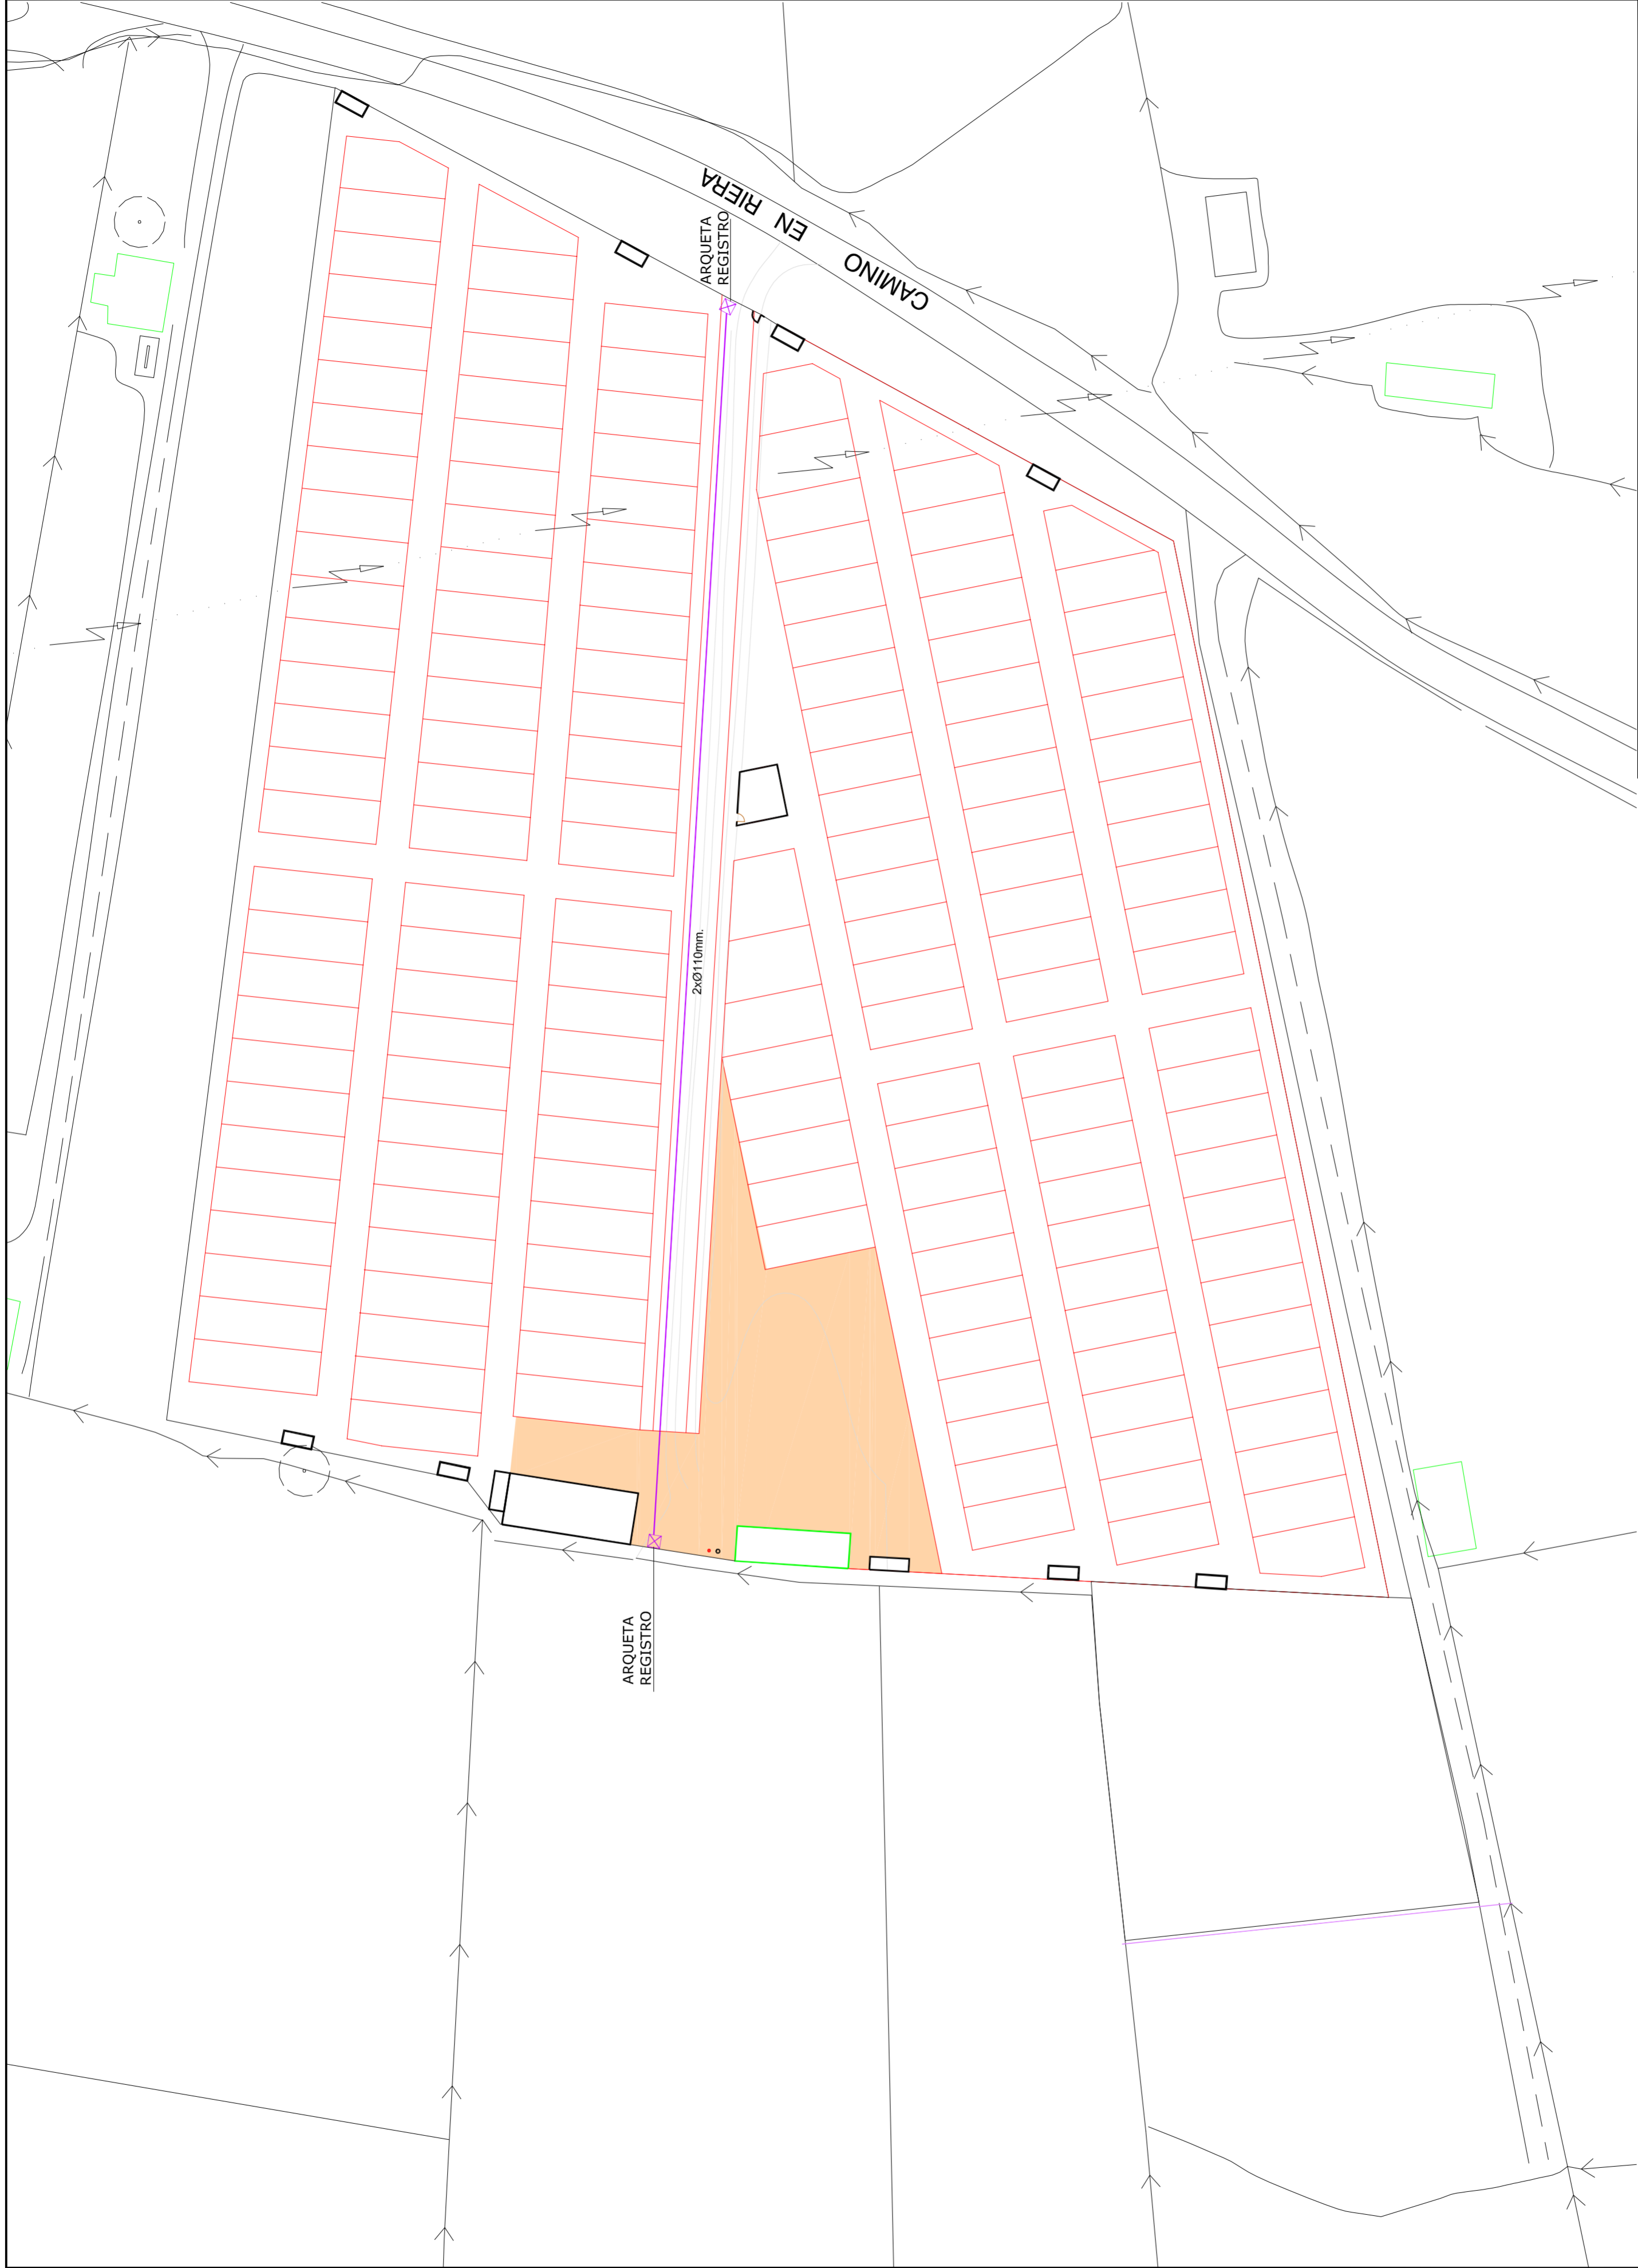 CAMINO EN RIERA
ARQUETA
REGISTRO
2xØ110mm.
ARQUETA
REGISTRO